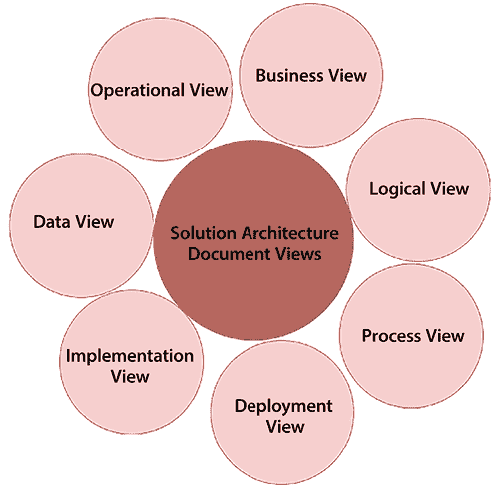 Operational View
Business View
Logical View
Data View
Solution Architecture
Document Views
Process View
Implementation
View
Deployment
View